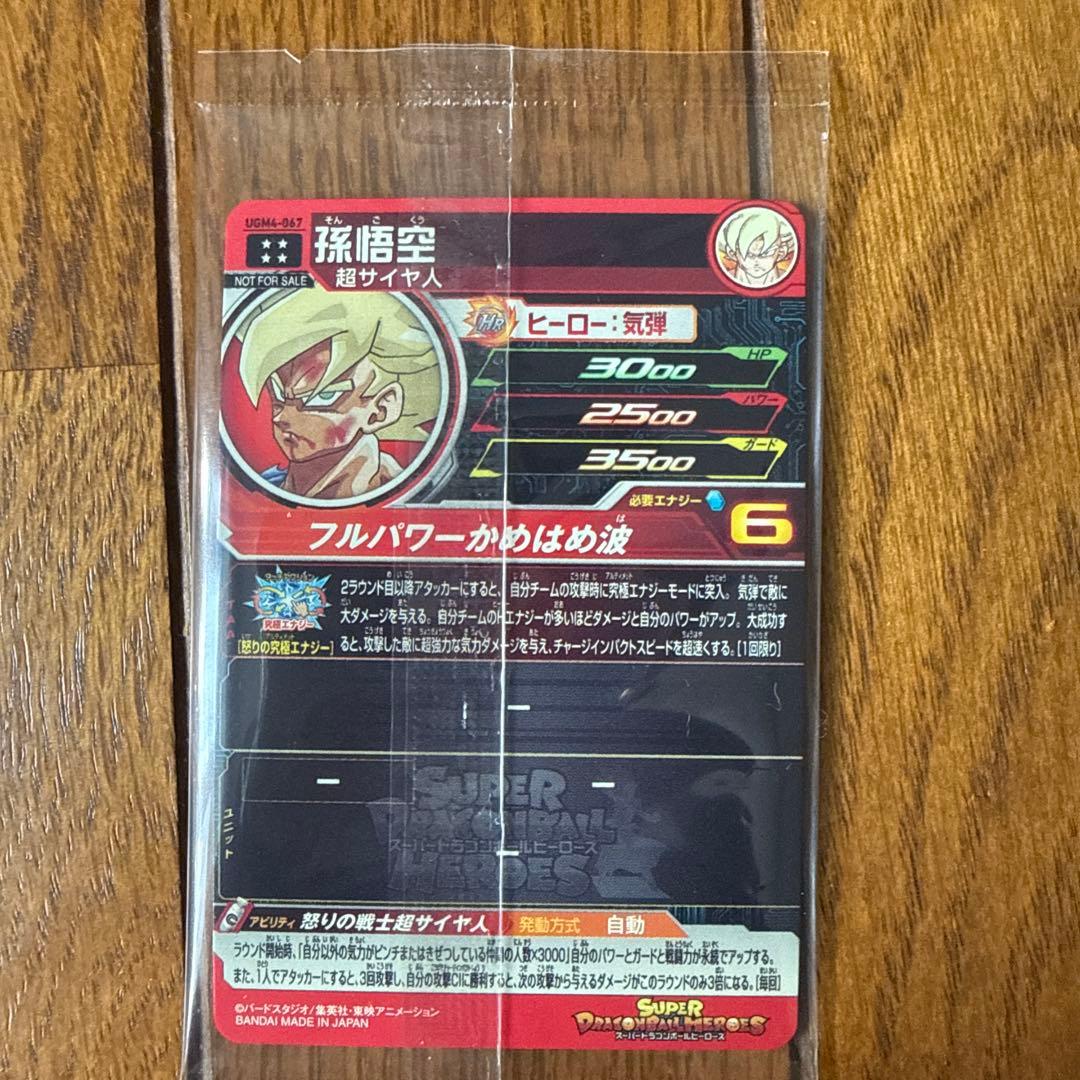 UGM4-067
★★
★★
NOT FOR SALE
そん ご くう
孫悟空
超サイヤ人
HR ヒーロー：気弾
HP
3000
パワー
2500
ガード
3500
必要エナジー
6
は
フルパワーかめはめ波
究極エナジー
[怒りの究極エナジー]
2ラウンド目以降アタッカーにすると、自分チームの攻撃時に究極エナジーモードに突入。気弾で敵に
大ダメージを与える。自分チームのHエナジーが多いほどダメージと自分のパワーがアップ。大成功す
ると、攻撃した敵に超強力な気力ダメージを与え、チャージインパクトスピードを超速くする。[1回限り]
ー
ー ー
ユニット
SUPER
DRAGONBALL
スーパードラゴンボールヒーローズ
HEROES
ー
アビリティ 怒りの戦士超サイヤ人 発動方式 自動
ラウンド開始時、「自分以外の気力がピンチまたはきぜつしている仲間の人数×3000」自分のパワーとガードと戦闘力が永続でアップする。
また、1人でアタッカーにすると、3回攻撃し、自分の攻撃CIに勝利すると、次の攻撃から与えるダメージがこのラウンドのみ3倍になる。[毎回]
©バードスタジオ/集英社・東映アニメーション
BANDAI MADE IN JAPAN
SUPER
DRAGONBALL HEROES
スーパードラゴンボールヒーローズ